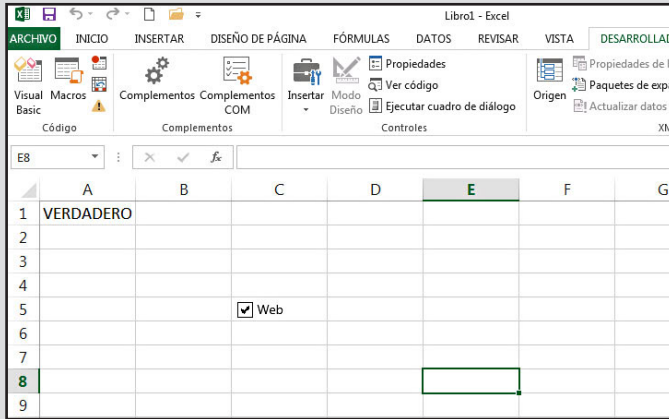 Libro1 - Excel
ARCHIVO INICIO INSERTAR DISEÑO DE PÁGINA FÓRMULAS DATOS REVISAR VISTA DESARROLLAD
Visual Basic
Macros
Complementos
Complementos COM
Insertar
Modo Diseño
Propiedades
Ver código
Ejecutar cuadro de diálogo
Origen
Propiedades de
Paquetes de expa
Actualizar datos
Código Complementos Controles XM
E8 fx
A B C D E F G
1 VERDADERO
2
3
4
5 Web
6
7
8
9